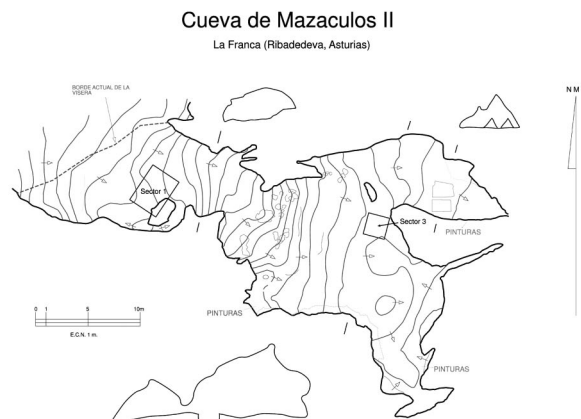 Cueva de Mazaculos II
La Franca (Ribadedeva, Asturias)
BORDE ACTUAL DE LA
VISERA
N M
Sector 1
Sector 3
PINTURAS
0 1 5 10m
E.C.N. 1 m.
PINTURAS
PINTURAS